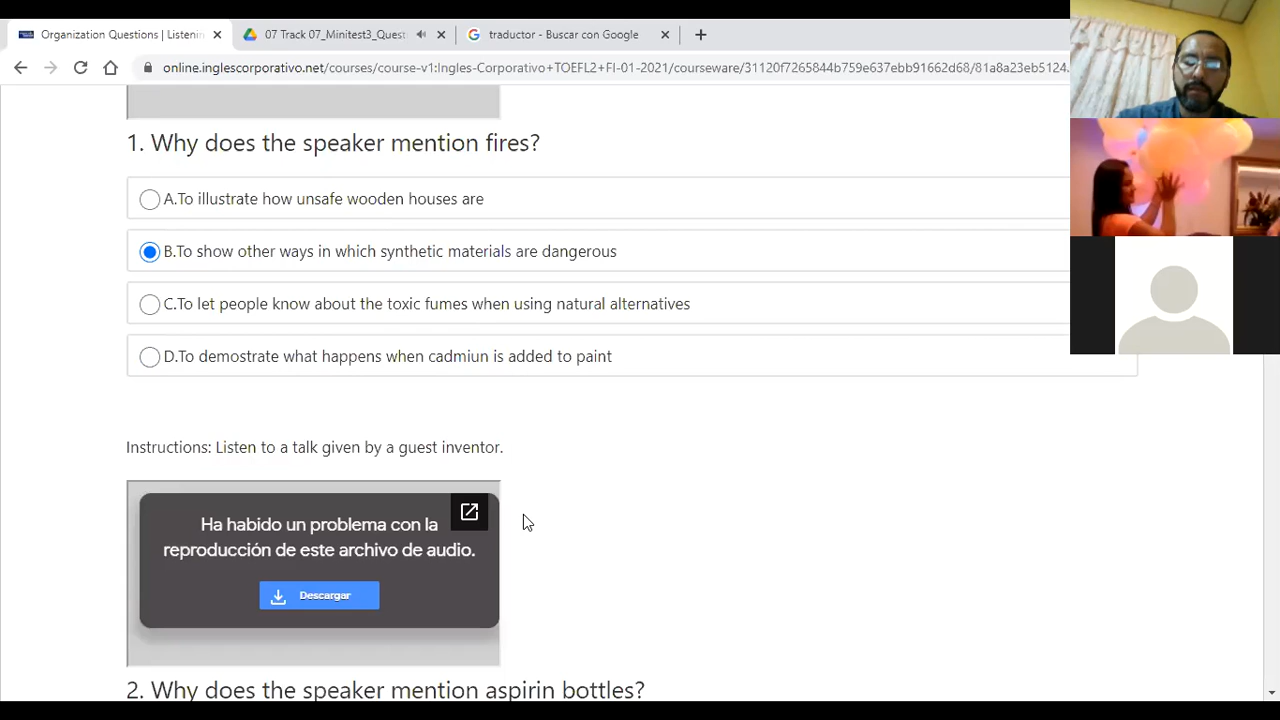 Organization Questions | Listenin
07 Track 07_Minitest3_Quest
traductor - Buscar con Google
online.inglescorporativo.net/courses/course-v1:Ingles-Corporativo+TOEFL2+FI-01-2021/courseware/31120f7265844b759e637ebb91662d68/81a8a23eb5124.
1. Why does the speaker mention fires?
A.To illustrate how unsafe wooden houses are
B.To show other ways in which synthetic materials are dangerous
C.To let people know about the toxic fumes when using natural alternatives
D.To demostrate what happens when cadmiun is added to paint
Instructions: Listen to a talk given by a guest inventor.
Ha habido un problema con la
reproducción de este archivo de audio.
Descargar
2. Why does the speaker mention aspirin bottles?